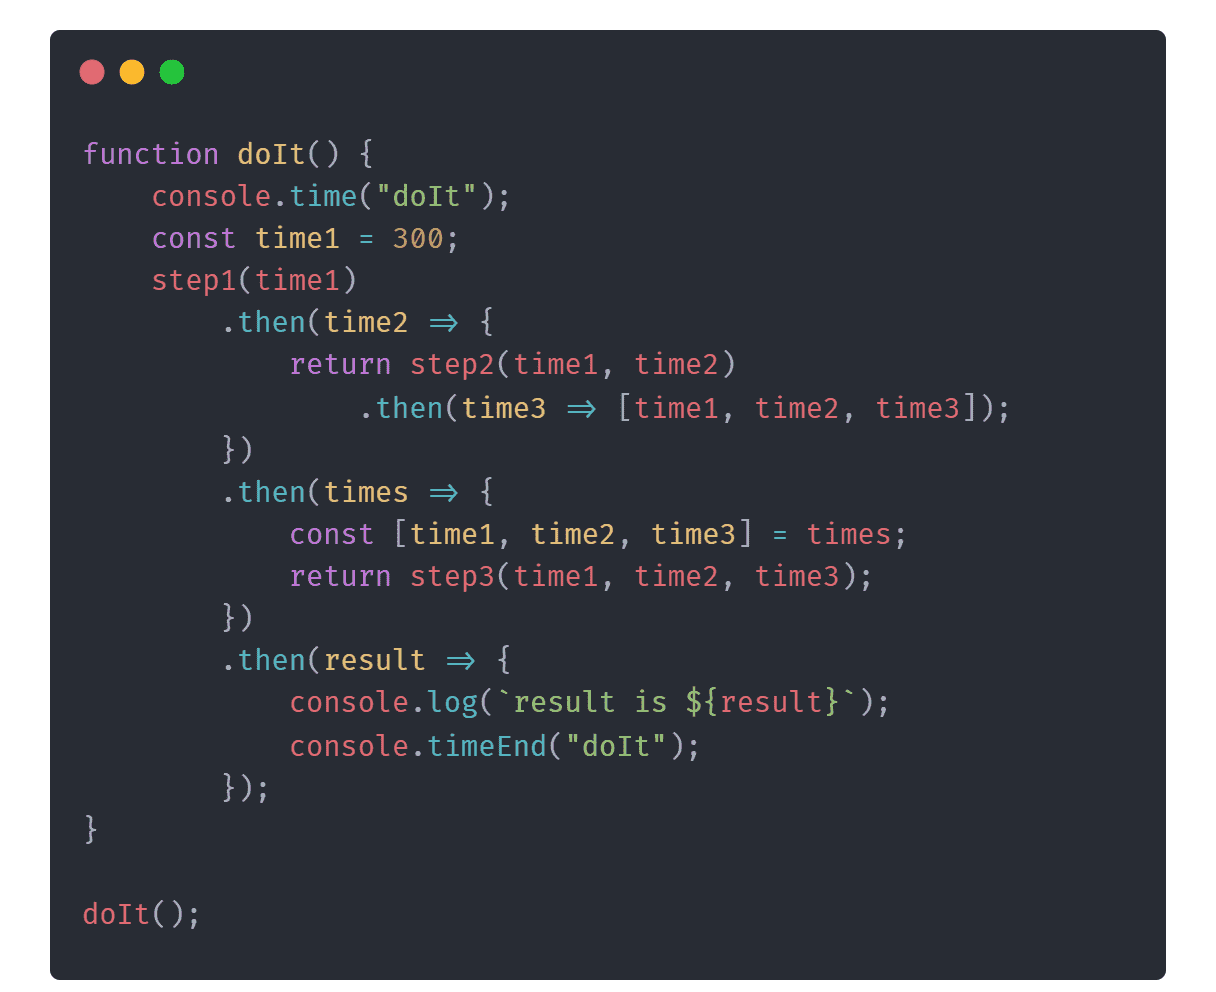 function doIt() {
    console.time("doIt");
    const time1 = 300;
    step1(time1)
        .then(time2 => {
            return step2(time1, time2)
                .then(time3 => [time1, time2, time3]);
        })
        .then(times => {
            const [time1, time2, time3] = times;
            return step3(time1, time2, time3);
        })
        .then(result => {
            console.log(`result is ${result}`);
            console.timeEnd("doIt");
        });
}

doIt();